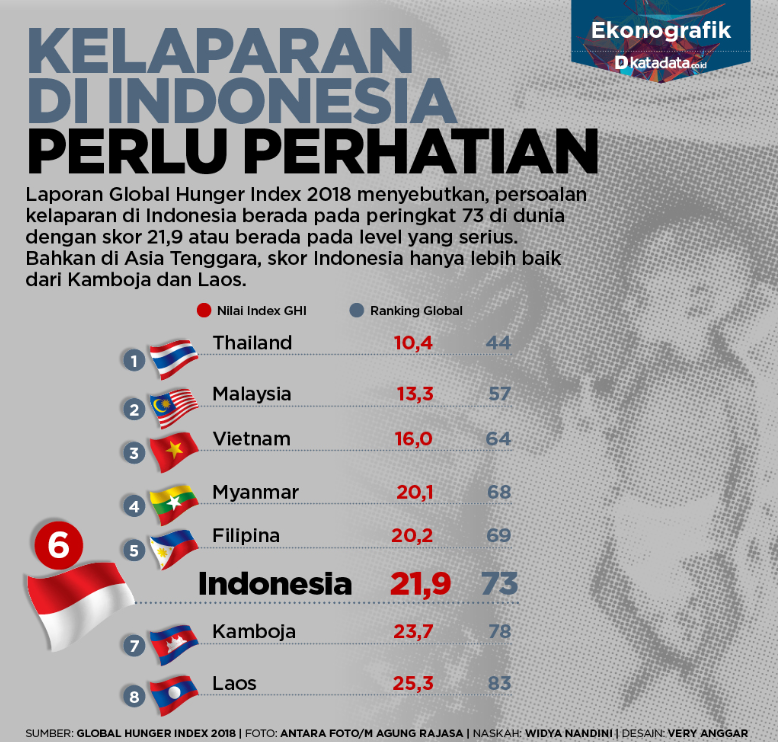 Ekonografik
Dkatadata.co.id
KELAPARAN
DI INDONESIA
PERLU PERHATIAN
Laporan Global Hunger Index 2018 menyebutkan, persoalan
kelaparan di Indonesia berada pada peringkat 73 di dunia
dengan skor 21,9 atau berada pada level yang serius.
Bahkan di Asia Tenggara, skor Indonesia hanya lebih baik
dari Kamboja dan Laos.
Nilai Index GHI Ranking Global
1 Thailand 10,4 44
2 Malaysia 13,3 57
3 Vietnam 16,0 64
4 Myanmar 20,1 68
5 Filipina 20,2 69
6 Indonesia 21,9 73
7 Kamboja 23,7 78
8 Laos 25,3 83
SUMBER: GLOBAL HUNGER INDEX 2018 | FOTO: ANTARA FOTO/M AGUNG RAJASA | NASKAH: WIDYA NANDINI | DESAIN: VERY ANGGAR